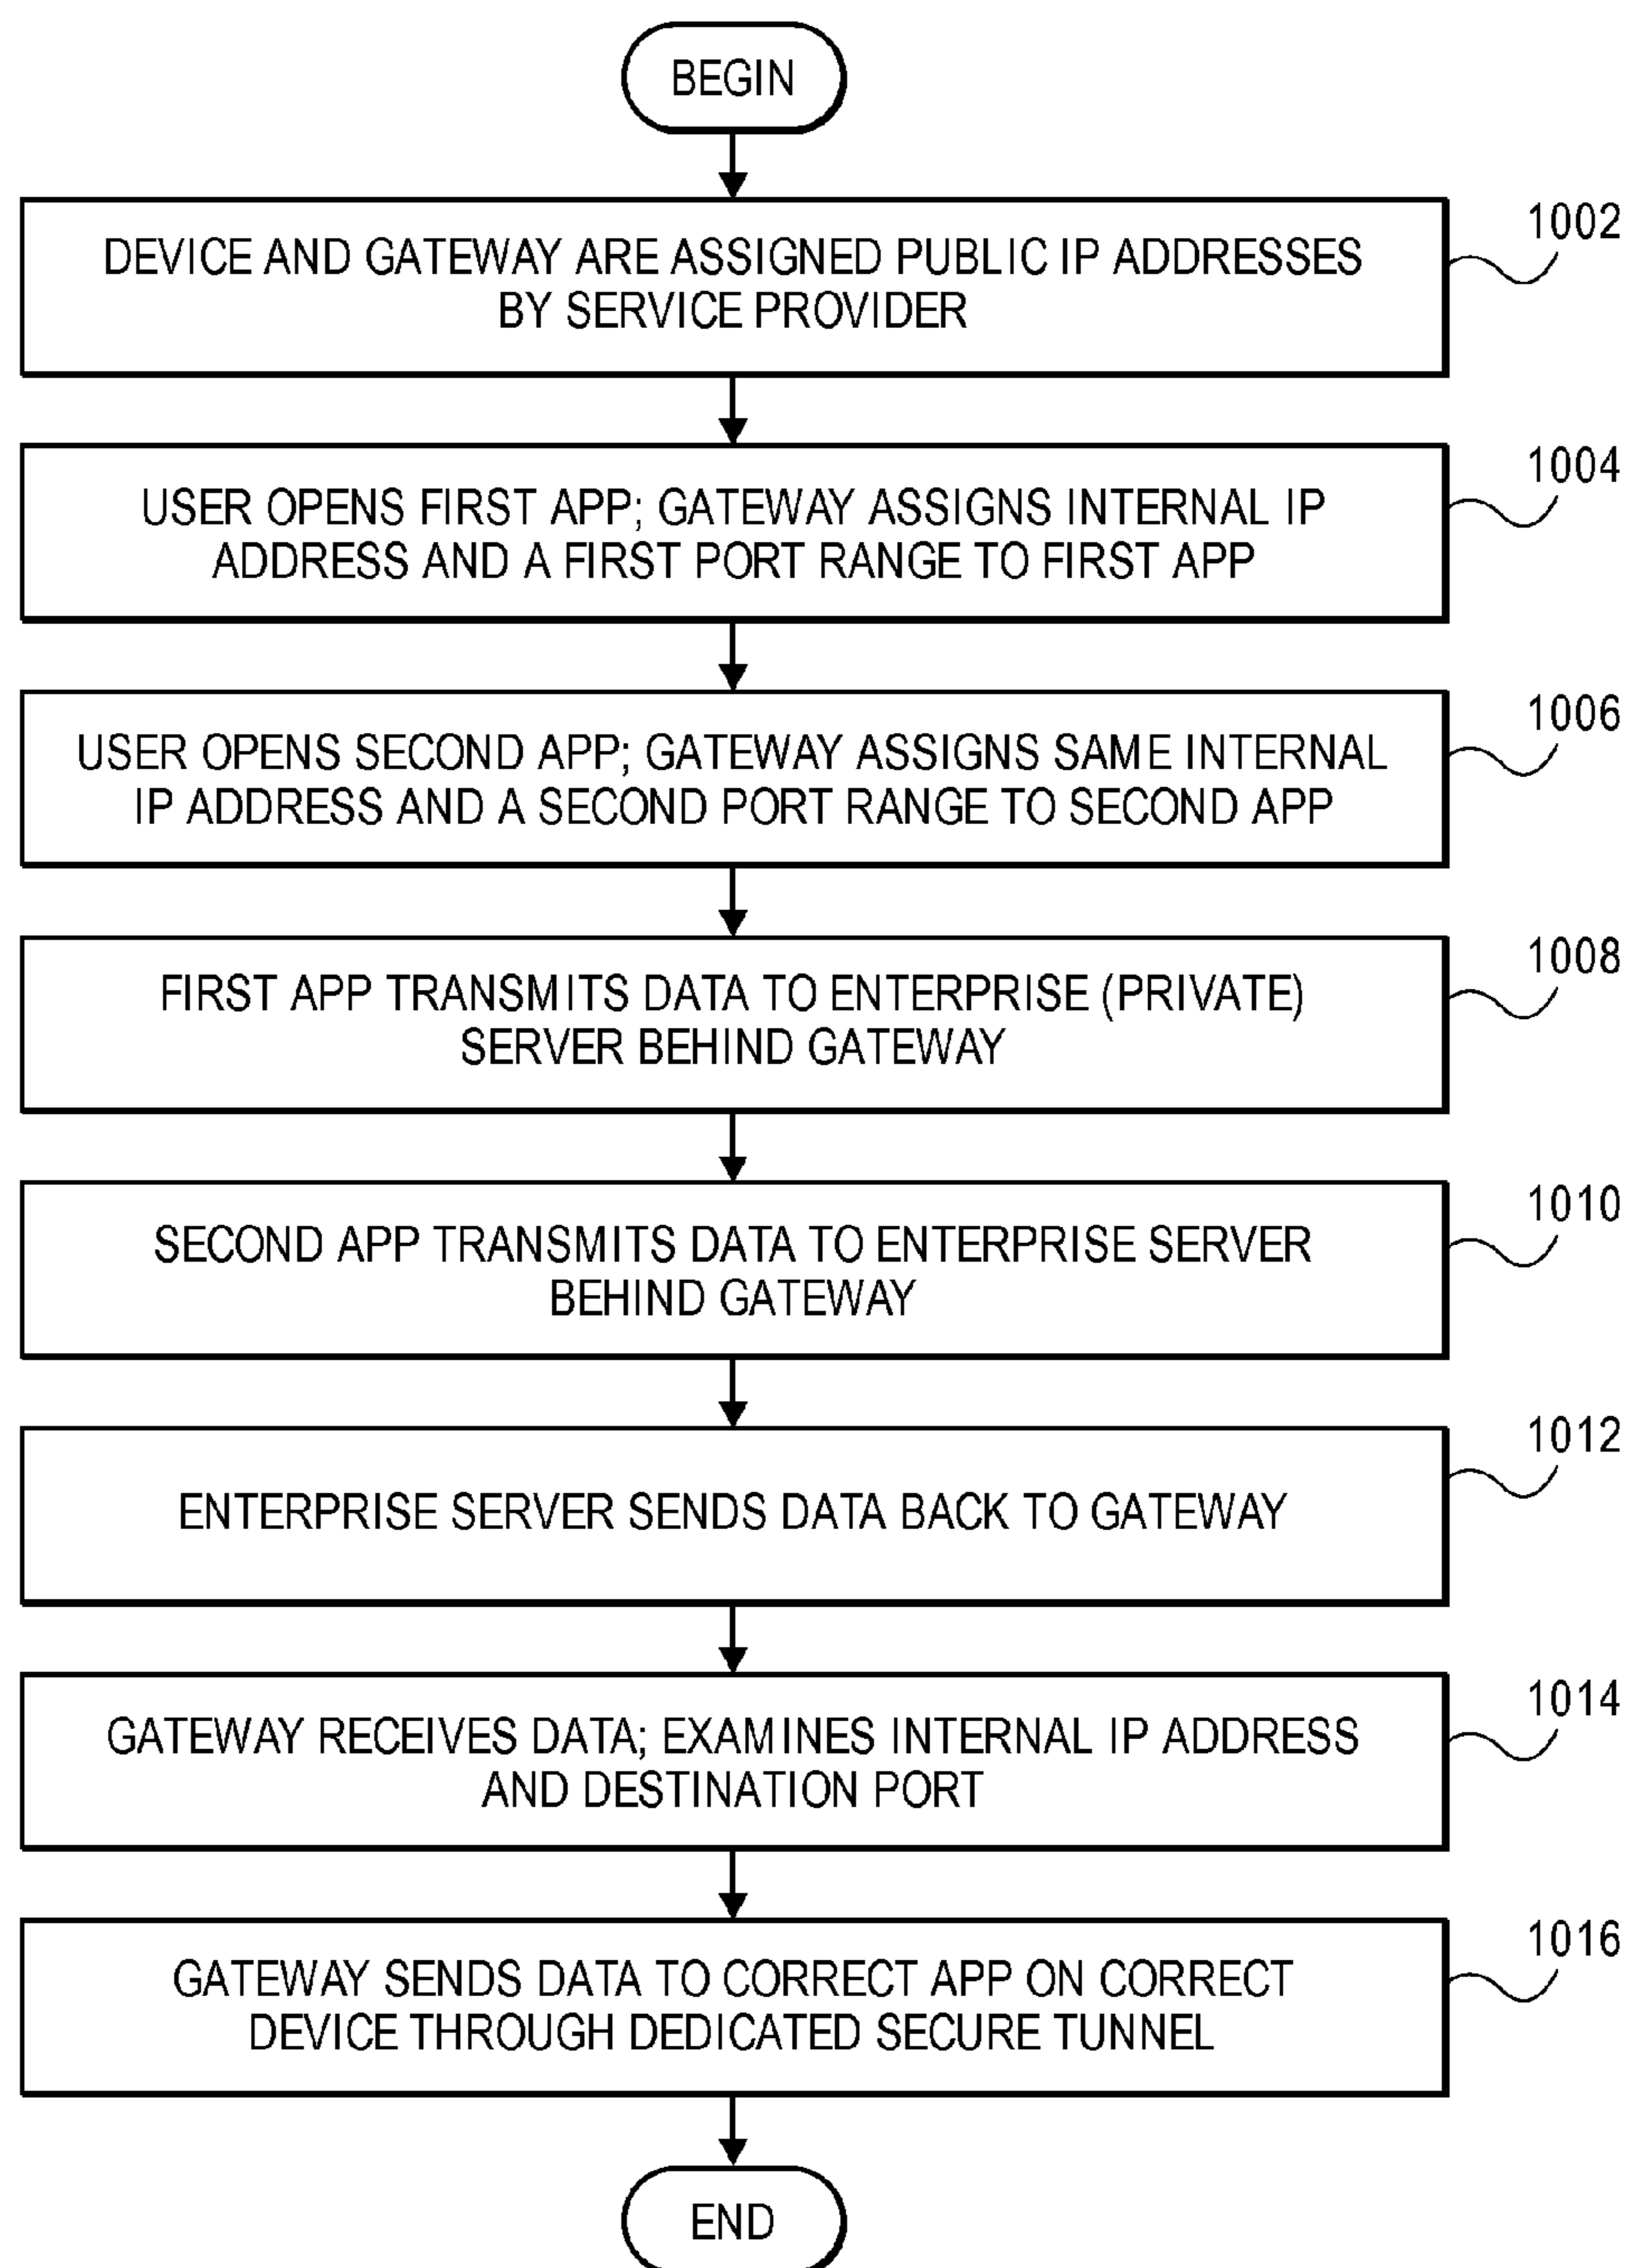 BEGIN
DEVICE AND GATEWAY ARE ASSIGNED PUBLIC IP ADDRESSES
BY SERVICE PROVIDER
1002
USER OPENS FIRST APP; GATEWAY ASSIGNS INTERNAL IP
ADDRESS AND A FIRST PORT RANGE TO FIRST APP
1004
USER OPENS SECOND APP; GATEWAY ASSIGNS SAME INTERNAL
IP ADDRESS AND A SECOND PORT RANGE TO SECOND APP
1006
FIRST APP TRANSMITS DATA TO ENTERPRISE (PRIVATE)
SERVER BEHIND GATEWAY
1008
SECOND APP TRANSMITS DATA TO ENTERPRISE SERVER
BEHIND GATEWAY
1010
ENTERPRISE SERVER SENDS DATA BACK TO GATEWAY
1012
GATEWAY RECEIVES DATA; EXAMINES INTERNAL IP ADDRESS
AND DESTINATION PORT
1014
GATEWAY SENDS DATA TO CORRECT APP ON CORRECT
DEVICE THROUGH DEDICATED SECURE TUNNEL
1016
END